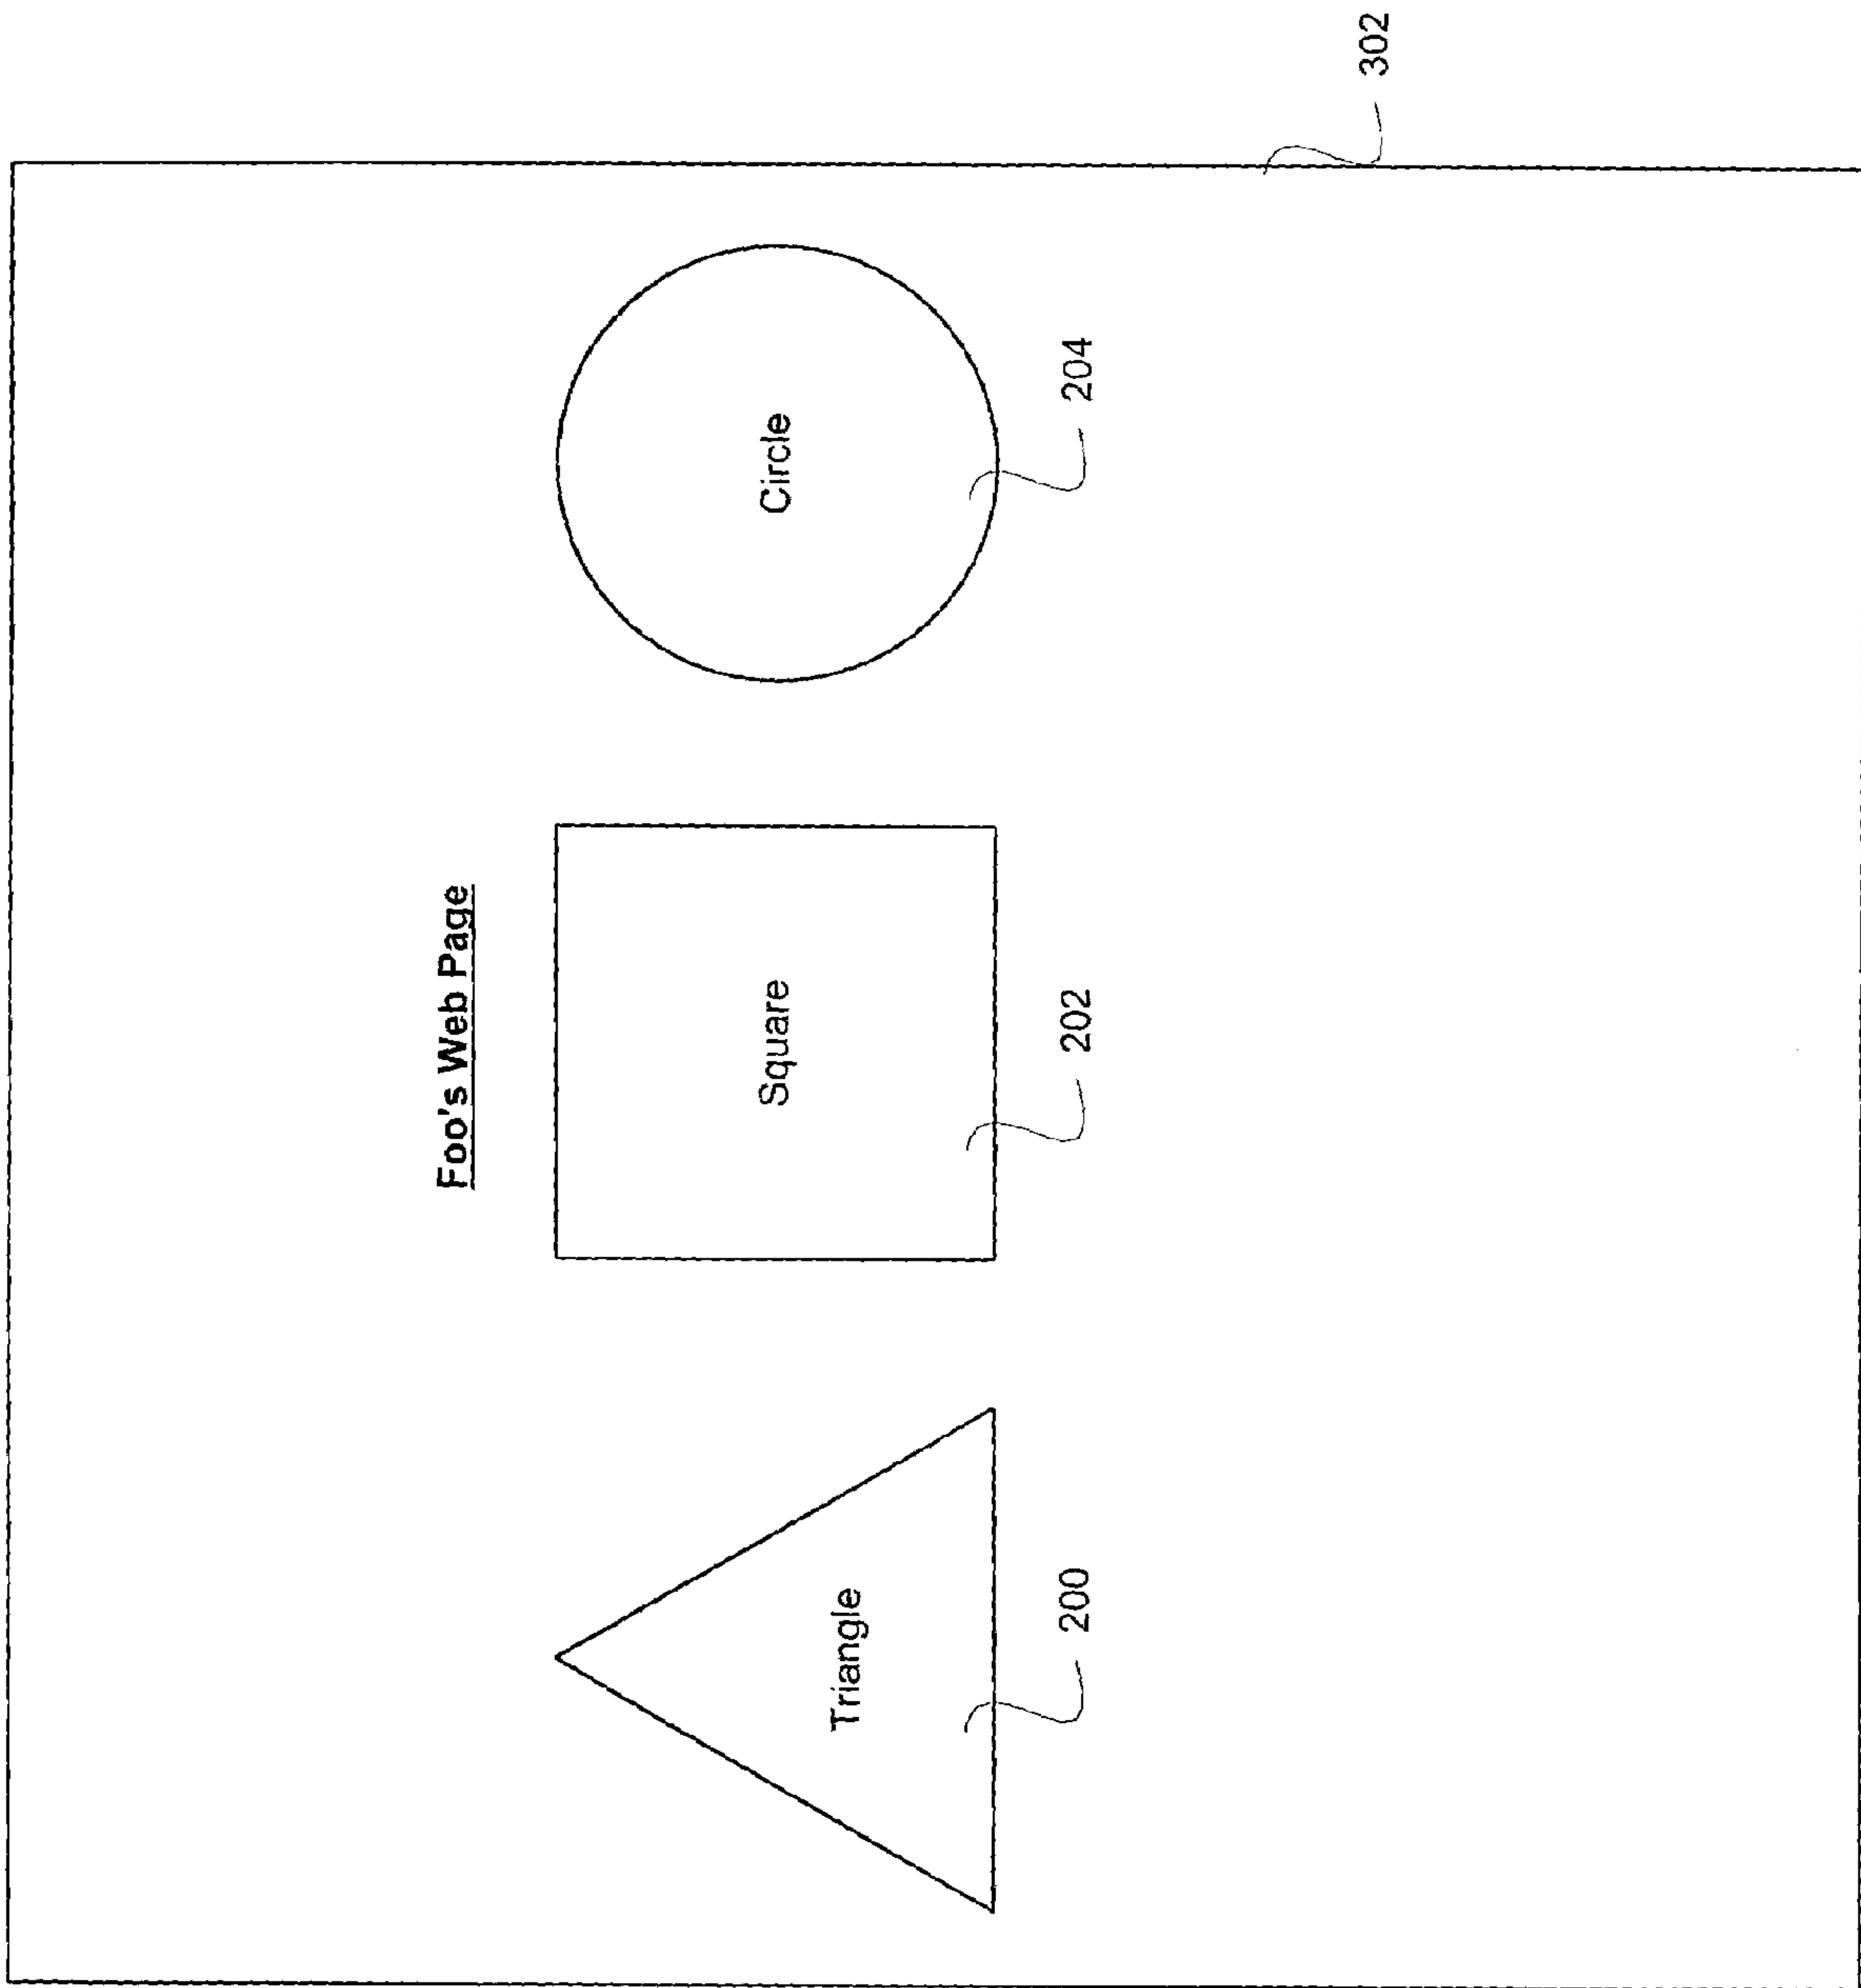 Foo's Web Page
Triangle
Square
Circle
200
202
204
302